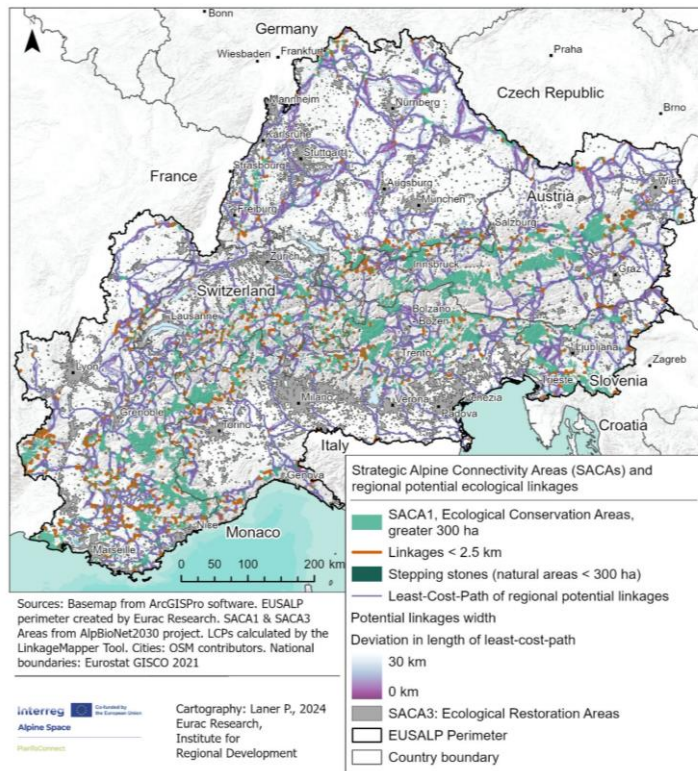 Bonn
Germany
Wiesbaden
Frankfurt
Praha
Mannheim
Nürnberg
Czech Republic
Karlsruhe
Brno
Stuttgart
Strasbourg
France
Augsburg
Wien
München
Austria
Freiburg
Salzburg
Zürich
Innsbruck
Graz
Switzerland
Bolzano
Bozen
Lausanne
Trento
Ljubljana
Zagreb
Lyon
Trieste
Slovenia
Grenoble
Milano
Verona
Venezia
Padova
Torino
Croatia
Italy
Genova
Nice
Monaco
Marseille
0 100 200 km
Strategic Alpine Connectivity Areas (SACAs) and
regional potential ecological linkages
SACA1, Ecological Conservation Areas,
greater 300 ha
Linkages < 2.5 km
Stepping stones (natural areas < 300 ha)
Least-Cost-Path of regional potential linkages
Potential linkages width
Deviation in length of least-cost-path
30 km
0 km
SACA3: Ecological Restoration Areas
EUSALP Perimeter
Country boundary
Sources: Basemap from ArcGISPro software. EUSALP
perimeter created by Eurac Research. SACA1 & SACA3
Areas from AlpBioNet2030 project. LCPs calculated by the
LinkageMapper Tool. Cities: OSM contributors. National
boundaries: Eurostat GISCO 2021
Interreg
Co-funded by
the European Union
Alpine Space
PlanToConnect
Cartography: Laner P., 2024
Eurac Research,
Institute for
Regional Development